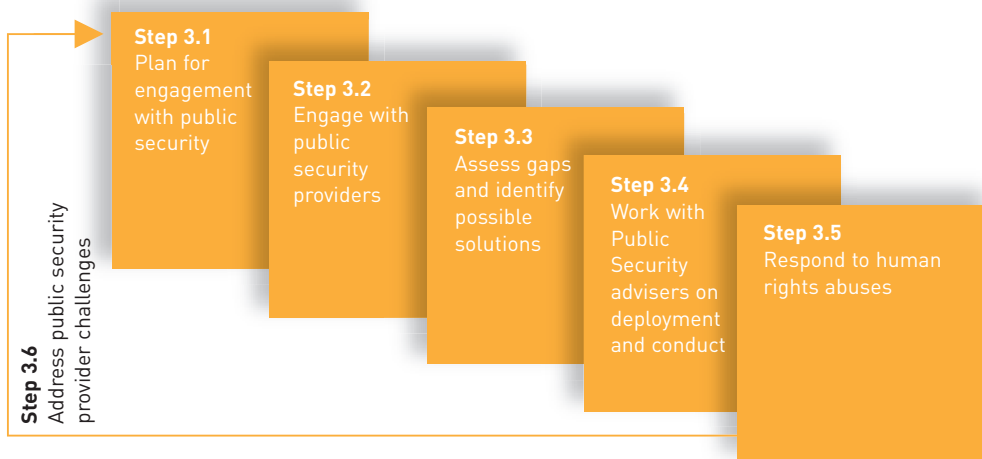 Step 3.1
Plan for
engagement
with public
security
Step 3.2
Engage with
public
security
providers
Step 3.3
Assess gaps
and identify
possible
solutions
Step 3.4
Work with
Public
Security
advisers on
deployment
and conduct
Step 3.5
Respond to human
rights abuses
Step 3.6
Address public security
provider challenges